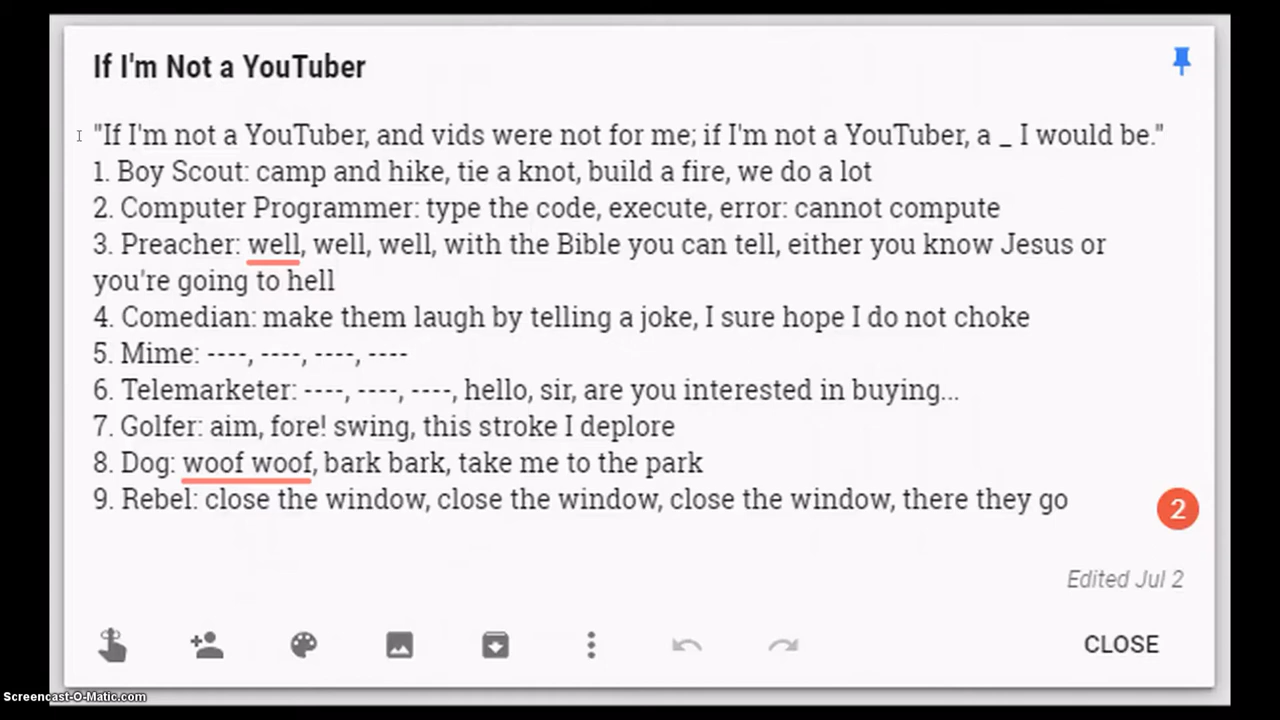 If I'm Not a YouTuber
"If I'm not a YouTuber, and vids were not for me; if I'm not a YouTuber, a _ I would be."
1. Boy Scout: camp and hike, tie a knot, build a fire, we do a lot
2. Computer Programmer: type the code, execute, error: cannot compute
3. Preacher: well, well, well, with the Bible you can tell, either you know Jesus or
you're going to hell
4. Comedian: make them laugh by telling a joke, I sure hope I do not choke
5. Mime: ----, ----, ----, ----
6. Telemarketer: ----, ----, ----, hello, sir, are you interested in buying...
7. Golfer: aim, fore! swing, this stroke I deplore
8. Dog: woof woof, bark bark, take me to the park
9. Rebel: close the window, close the window, close the window, there they go
2
Edited Jul 2
CLOSE
Screencast-O-Matic.com